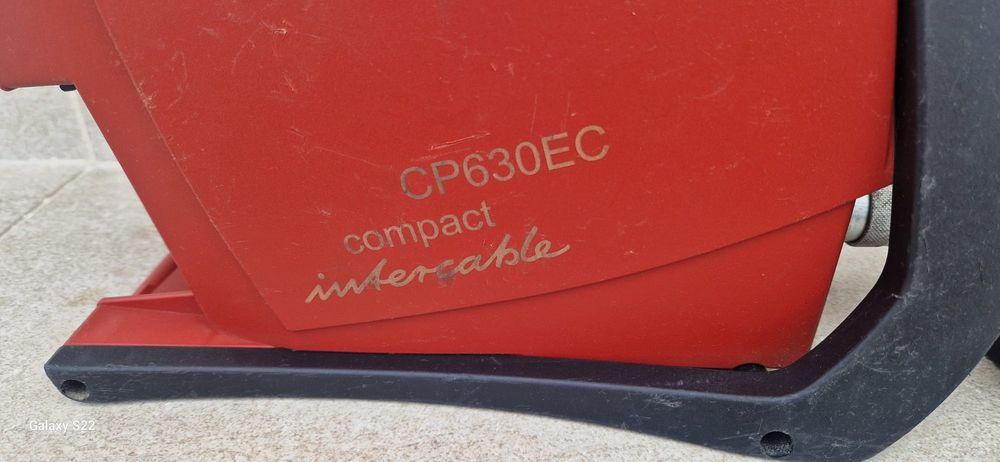 CP630EC
compact
intercable
Galaxy S22